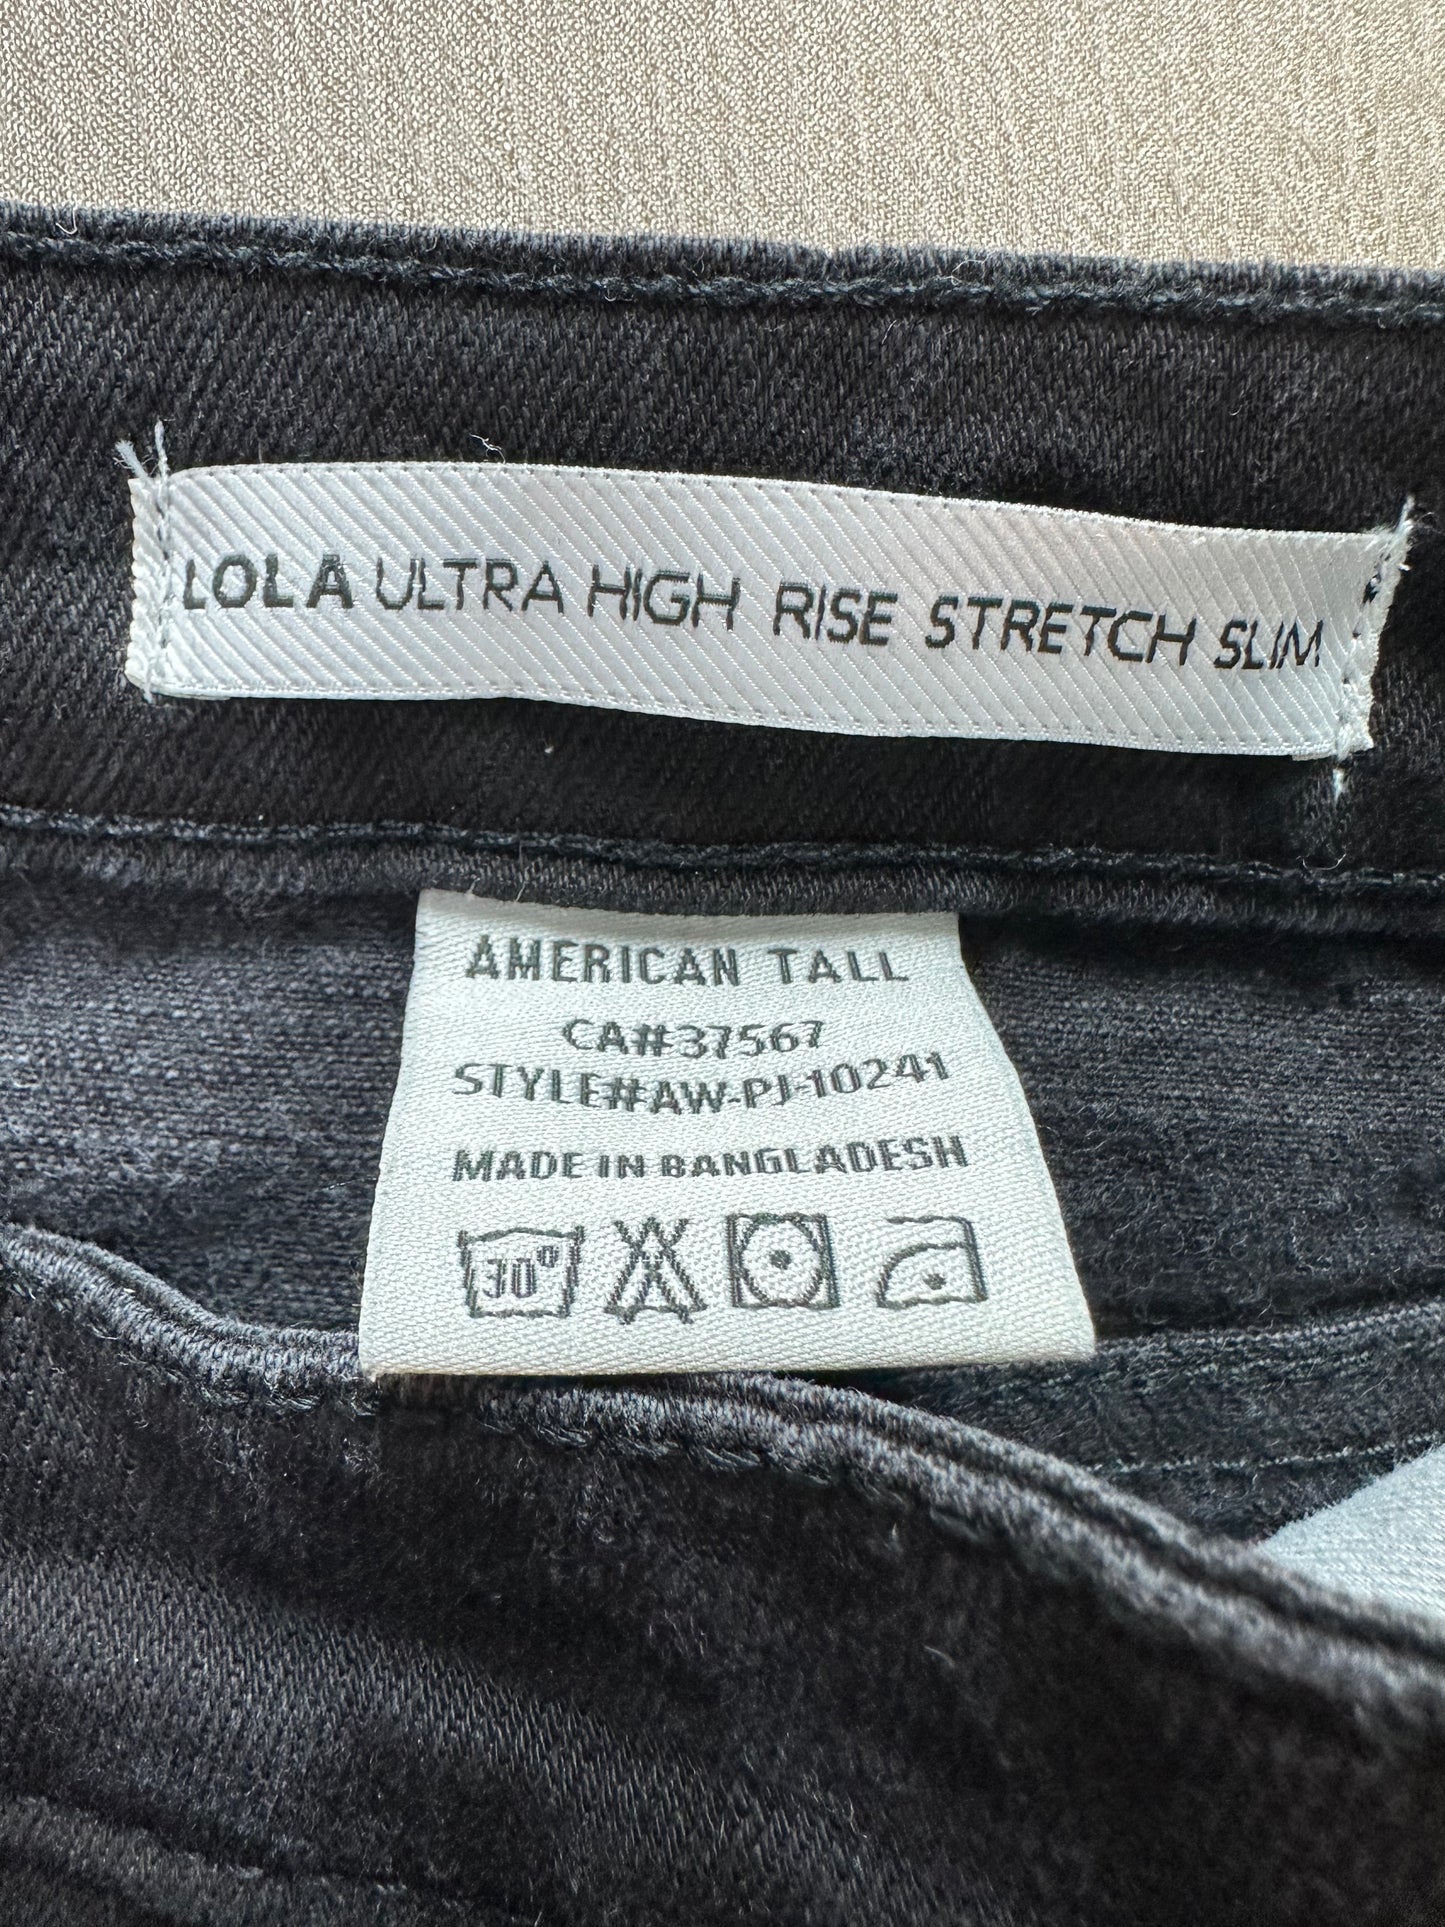 LOLA ULTRA HIGH RISE STRETCH SLIM
AMERICAN TALL
CA#37567
STYLE#AW-PJ-10241
MADE IN BANGLADESH
30°